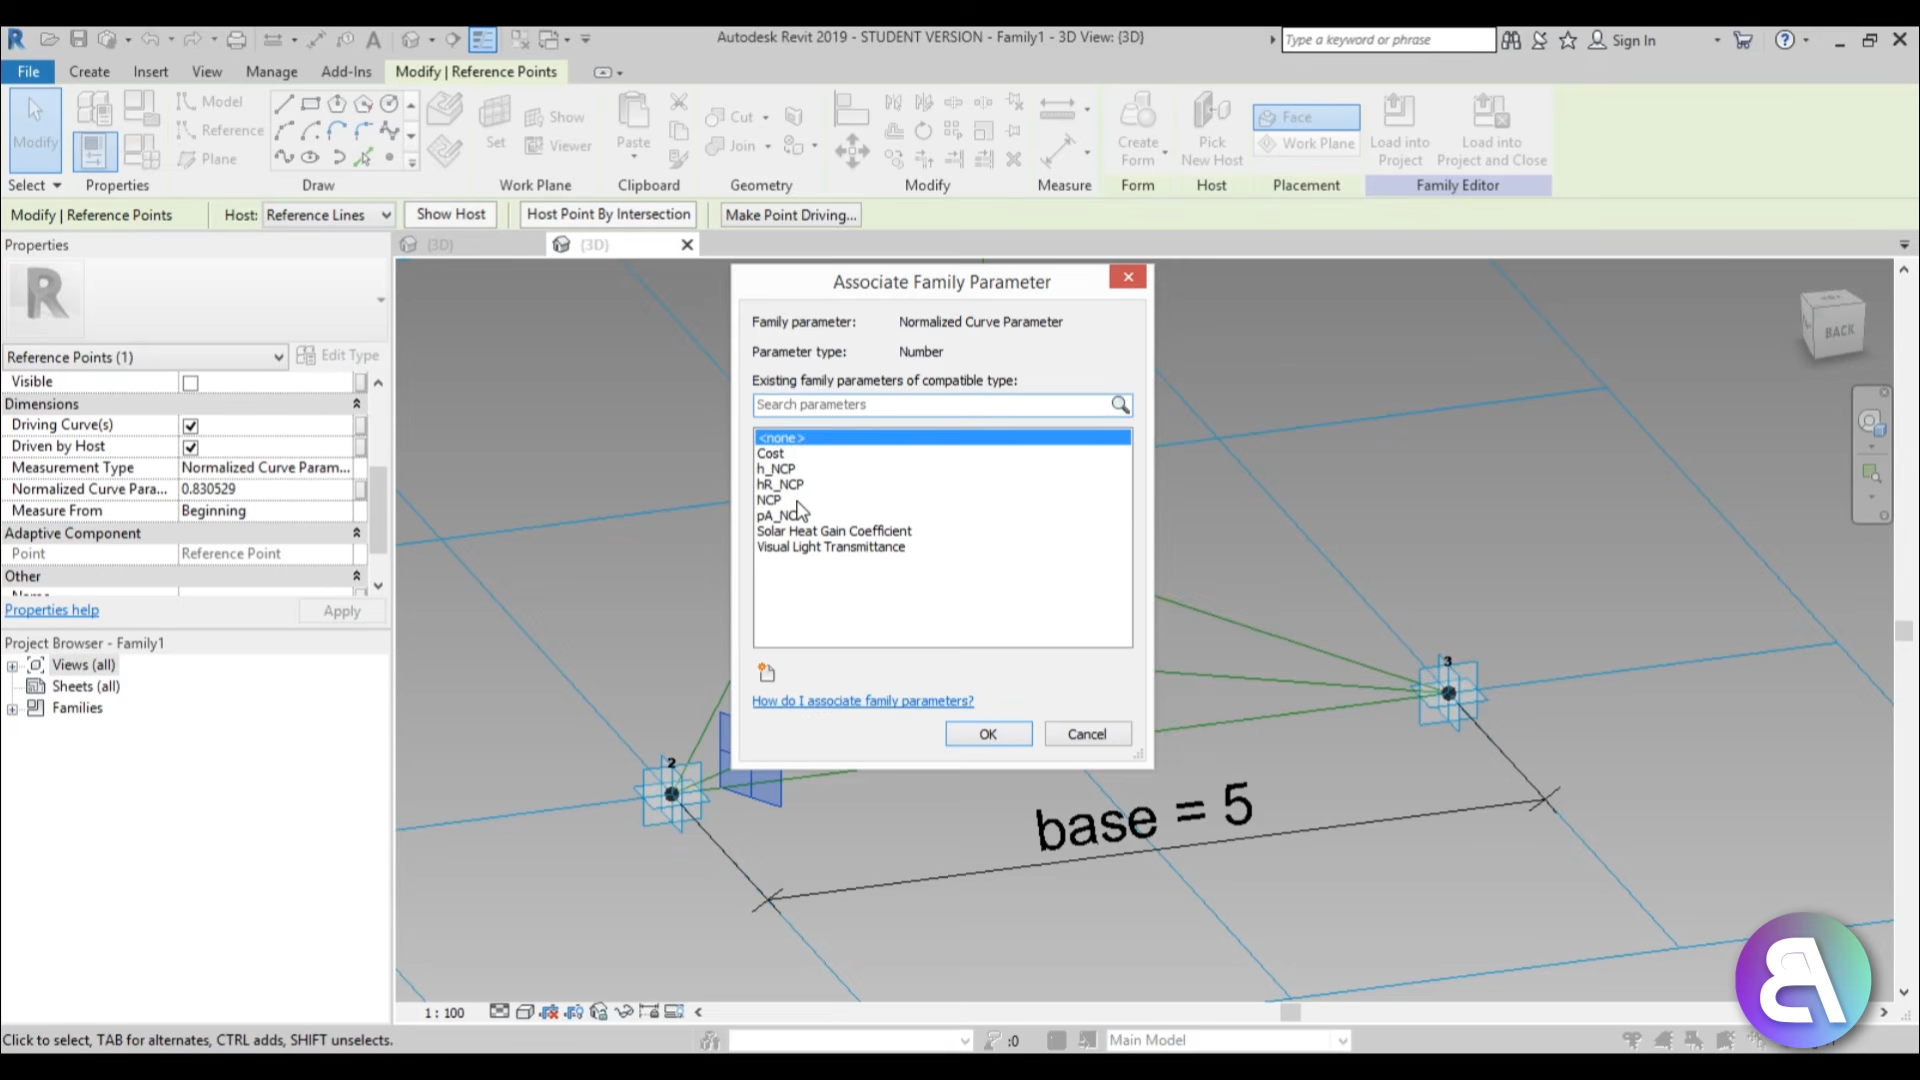 Autodesk Revit 2019 - STUDENT VERSION - Family1 - 3D View: {3D}
Type a keyword or phrase
Sign In
File
Create
Insert
View
Manage
Add-Ins
Modify | Reference Points
Modify
Model
Reference
Plane
Set
Show
Viewer
Paste
Cut
Join
Create
Form
Pick
New Host
Face
Work Plane
Load into
Project
Load into
Project and Close
Select
Properties
Draw
Work Plane
Clipboard
Geometry
Modify
Measure
Form
Host
Placement
Family Editor
Modify | Reference Points
Host:
Reference Lines
Show Host
Host Point By Intersection
Make Point Driving...
Properties
{3D}
{3D}
Reference Points (1)
Edit Type
Visible
Dimensions
Driving Curve(s)
Driven by Host
Measurement Type
Normalized Curve Param...
Normalized Curve Para...
0.830529
Measure From
Beginning
Adaptive Component
Point
Reference Point
Other
Properties help
Apply
Project Browser - Family1
Views (all)
Sheets (all)
Families
Associate Family Parameter
Family parameter:
Normalized Curve Parameter
Parameter type:
Number
Existing family parameters of compatible type:
Search parameters
<none>
Cost
h_NCP
hR_NCP
NCP
Solar Heat Gain Coefficient
Visual Light Transmittance
How do I associate family parameters?
OK
Cancel
BACK
3
2
base = 5
1 : 100
Click to select, TAB for alternates, CTRL adds, SHIFT unselects.
:0
Main Model